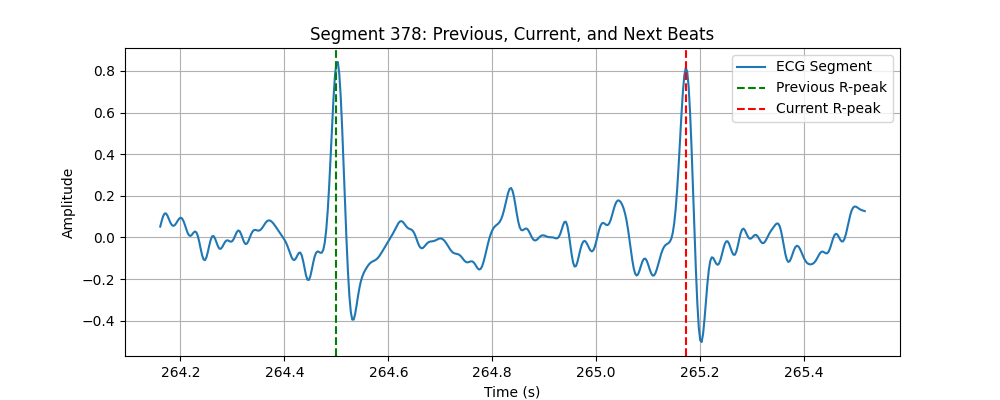 Segment 378: Previous, Current, and Next Beats
ECG Segment
Previous R-peak
Current R-peak
0.8
0.6
0.4
0.2
0.0
−0.2
−0.4
Amplitude
264.2 264.4 264.6 264.8 265.0 265.2 265.4
Time (s)